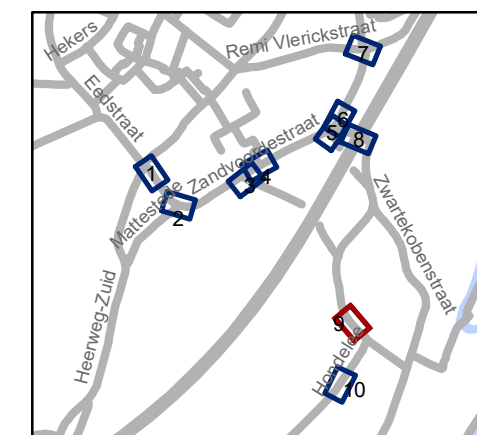 Hekers
Remi Vlerickstraat
7
Eedstraat
6
5
8
Zandvoordestraat
1
4
3
Mattestede
2
Zwartekobenstraat
Heerweg-Zuid
9
Hondelee
10